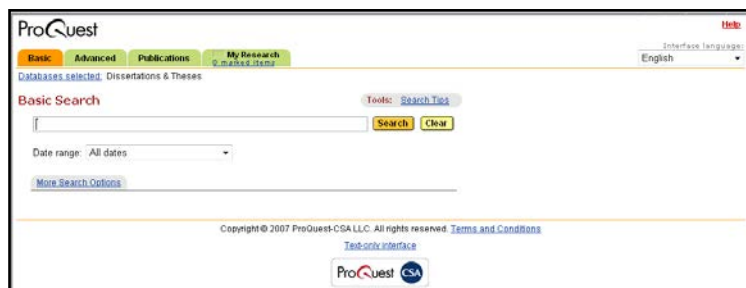 ProQuest
Help
Interface language:
English
Basic Advanced Publications My Research
0 marked items
Databases selected: Dissertations & Theses
Basic Search
Tools: Search Tips
Search Clear
Date range: All dates
More Search Options
Copyright © 2007 ProQuest-CSA LLC. All rights reserved. Terms and Conditions
Text-only interface
ProQuest CSA